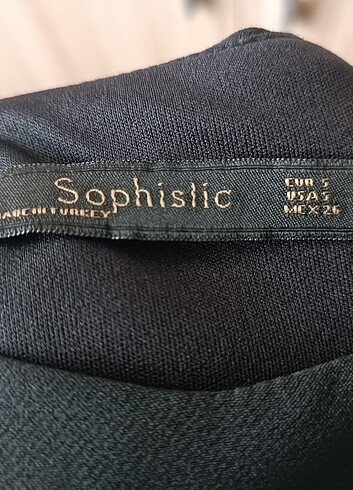 Sophistic
MADE IN TURKEY
EUR S
USA S
MEX 26